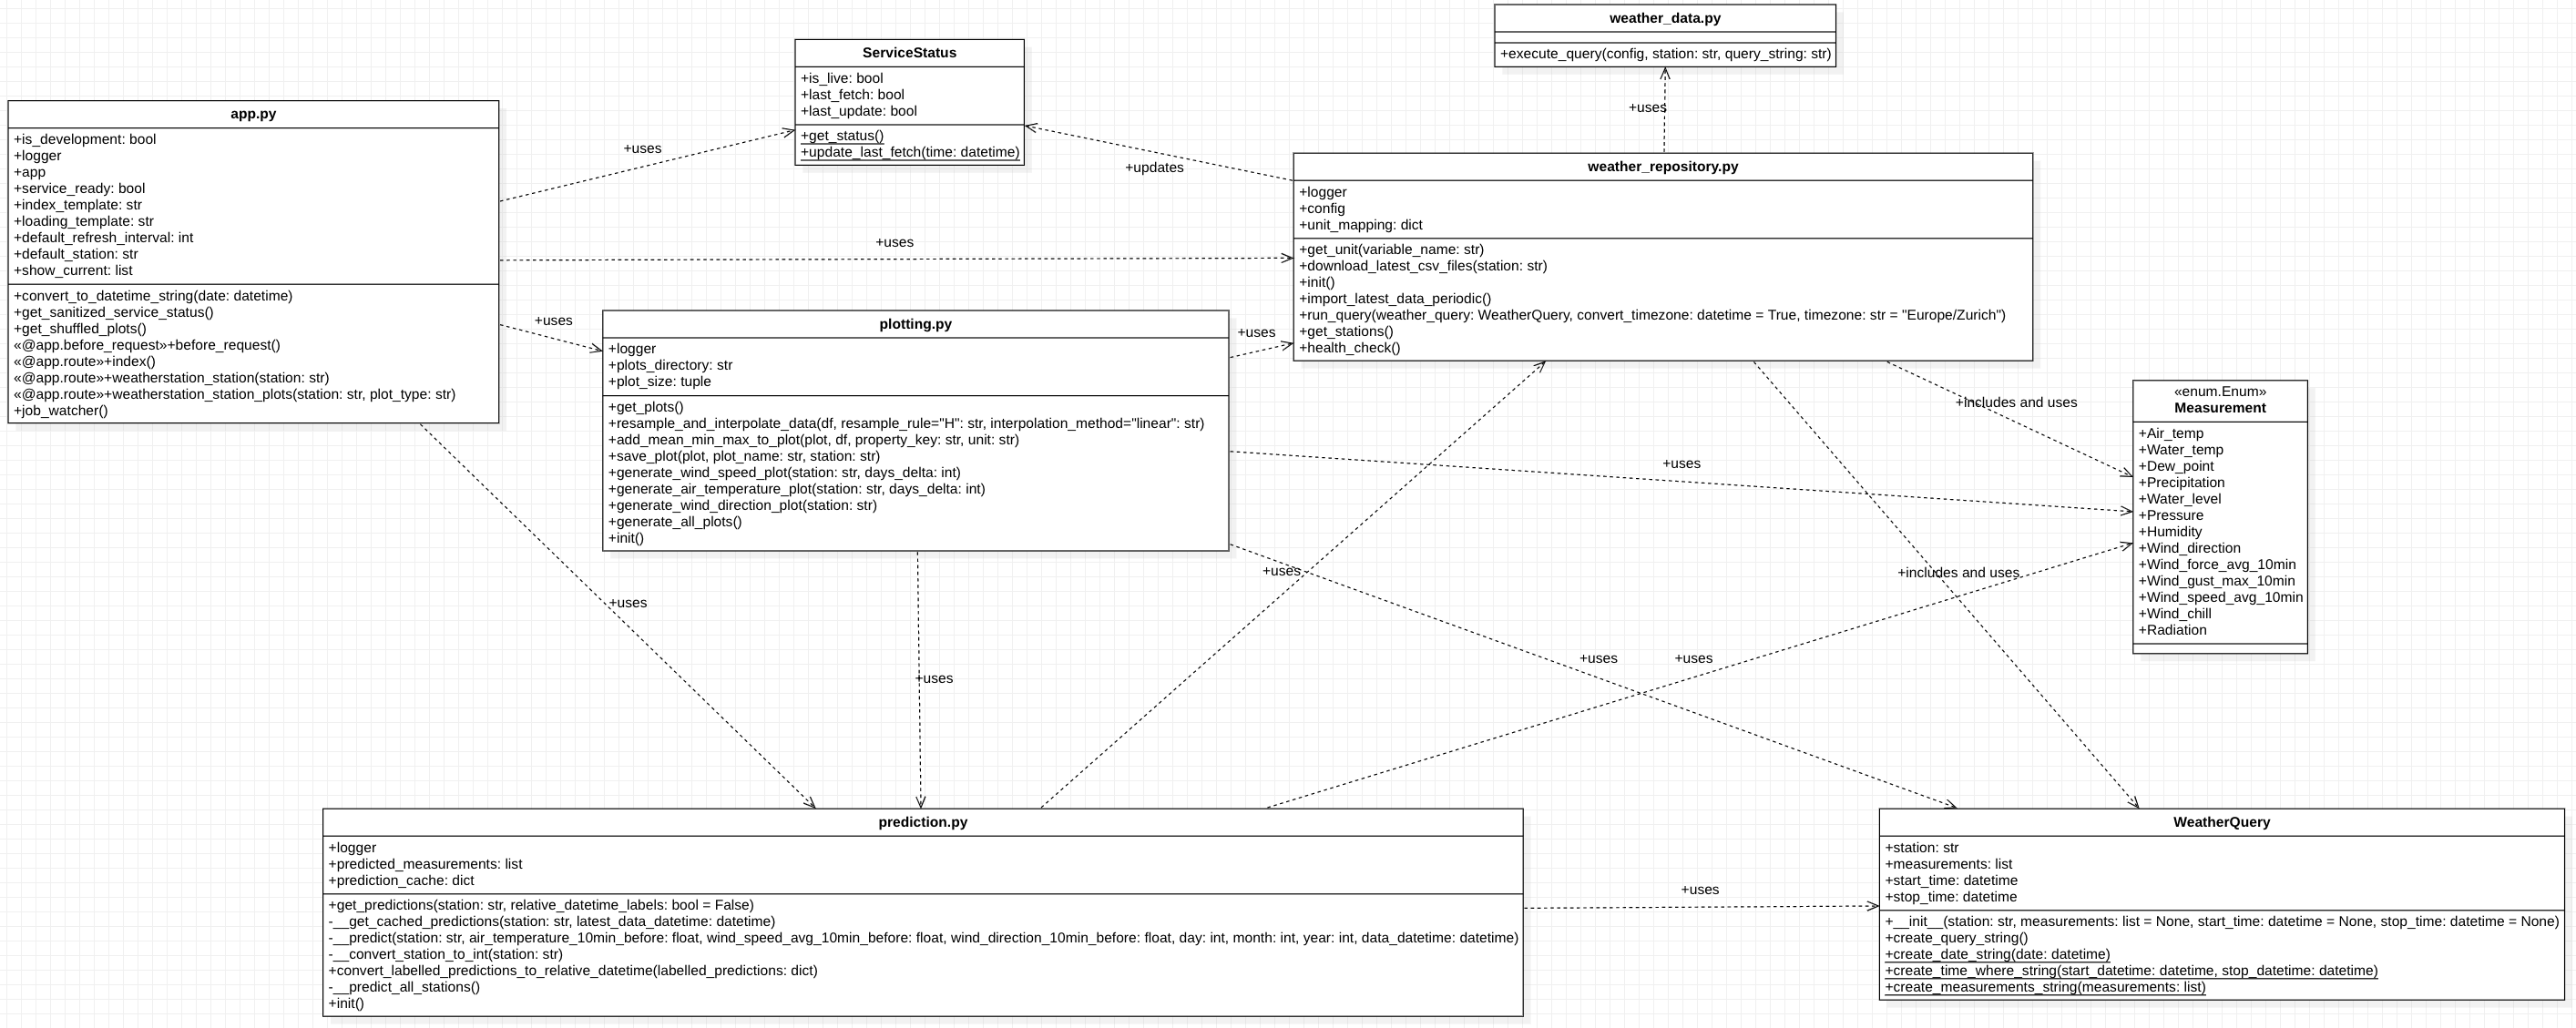 weather_data.py
+execute_query(config, station: str, query_string: str)
ServiceStatus
+is_live: bool
+last_fetch: bool
+last_update: bool
+get_status()
+update_last_fetch(time: datetime)
app.py
+is_development: bool
+logger
+app
+service_ready: bool
+index_template: str
+loading_template: str
+default_refresh_interval: int
+default_station: str
+show_current: list
+convert_to_datetime_string(date: datetime)
+get_sanitized_service_status()
+get_shuffled_plots()
«@app.before_request»+before_request()
«@app.route»+index()
«@app.route»+weatherstation_station(station: str)
«@app.route»+weatherstation_station_plots(station: str, plot_type: str)
+job_watcher()
+uses
+uses
+updates
+uses
+uses
+uses
weather_repository.py
+logger
+config
+unit_mapping: dict
+get_unit(variable_name: str)
+download_latest_csv_files(station: str)
+init()
+import_latest_data_periodic()
+run_query(weather_query: WeatherQuery, convert_timezone: datetime = True, timezone: str = "Europe/Zurich")
+get_stations()
+health_check()
plotting.py
+logger
+plots_directory: str
+plot_size: tuple
+get_plots()
+resample_and_interpolate_data(df, resample_rule="H": str, interpolation_method="linear": str)
+add_mean_min_max_to_plot(plot, df, property_key: str, unit: str)
+save_plot(plot, plot_name: str, station: str)
+generate_wind_speed_plot(station: str, days_delta: int)
+generate_air_temperature_plot(station: str, days_delta: int)
+generate_wind_direction_plot(station: str)
+generate_all_plots()
+init()
+includes and uses
+uses
«enum.Enum»
Measurement
+Air_temp
+Water_temp
+Dew_point
+Precipitation
+Water_level
+Pressure
+Humidity
+Wind_direction
+Wind_force_avg_10min
+Wind_gust_max_10min
+Wind_speed_avg_10min
+Wind_chill
+Radiation
+uses
+includes and uses
+uses
+uses
+uses
+uses
prediction.py
+logger
+predicted_measurements: list
+prediction_cache: dict
+get_predictions(station: str, relative_datetime_labels: bool = False)
-__get_cached_predictions(station: str, latest_data_datetime: datetime)
-__predict(station: str, air_temperature_10min_before: float, wind_speed_avg_10min_before: float, wind_direction_10min_before: float, day: int, month: int, year: int, data_datetime: datetime)
-__convert_station_to_int(station: str)
+convert_labelled_predictions_to_relative_datetime(labelled_predictions: dict)
-__predict_all_stations()
+init()
+uses
WeatherQuery
+station: str
+measurements: list
+start_time: datetime
+stop_time: datetime
+__init__(station: str, measurements: list = None, start_time: datetime = None, stop_time: datetime = None)
+create_query_string()
+create_date_string(date: datetime)
+create_time_where_string(start_datetime: datetime, stop_datetime: datetime)
+create_measurements_string(measurements: list)